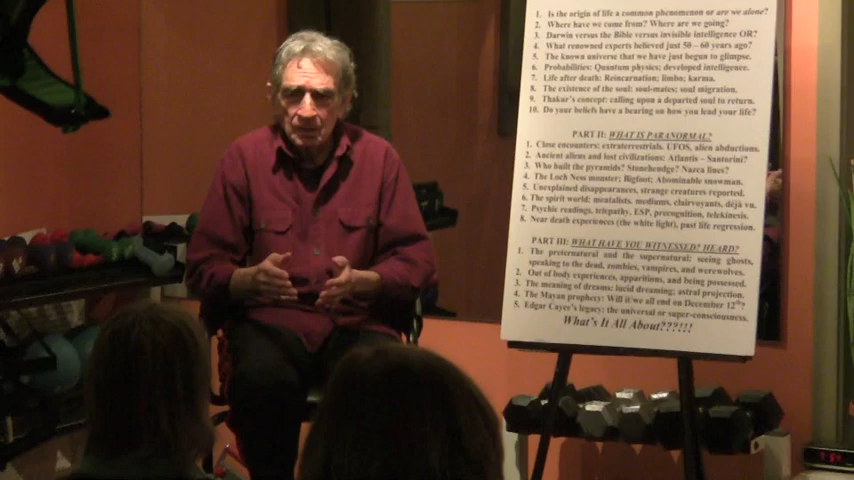 1. Is the origin of life a common phenomenon or are we alone?
2. Where have we come from? Where are we going?
3. Darwin versus the Bible versus invisible intelligence OR?
4. What renowned experts believed just 50 – 60 years ago?
5. The known universe that we have just begun to glimpse.
6. Probabilities: Quantum physics; developed intelligence.
7. Life after death: Reincarnation; limbo; karma.
8. The existence of the soul: soul-mates; soul migration.
9. Thakur's concept: calling upon a departed soul to return.
10. Do your beliefs have a bearing on how you lead your life?
PART II: WHAT IS PARANORMAL?
1. Close encounters: extraterrestrials, UFOS, alien abductions.
2. Ancient aliens and lost civilizations: Atlantis – Santorini?
3. Who built the pyramids? Stonehedge? Nazca lines?
4. The Loch Ness monster; Bigfoot; Abominable snowman.
5. Unexplained disappearances, strange creatures reported.
6. The spirit world; mentalists, mediums, clairvoyants, déjà vu.
7. Psychic readings, telepathy, ESP, precognition, telekinesis.
8. Near death experiences (the white light), past life regression.
PART III: WHAT HAVE YOU WITNESSED? HEARD?
1. The preternatural and the supernatural: seeing ghosts,
speaking to the dead, zombies, vampires, and werewolves.
2. Out of body experiences, apparitions, and being possessed.
3. The meaning of dreams: lucid dreaming; astral projection.
4. The Mayan prophecy: Will it/we all end on December 12th?
5. Edgar Cayce's legacy: the universal or super-consciousness.
What's It All About???!!!